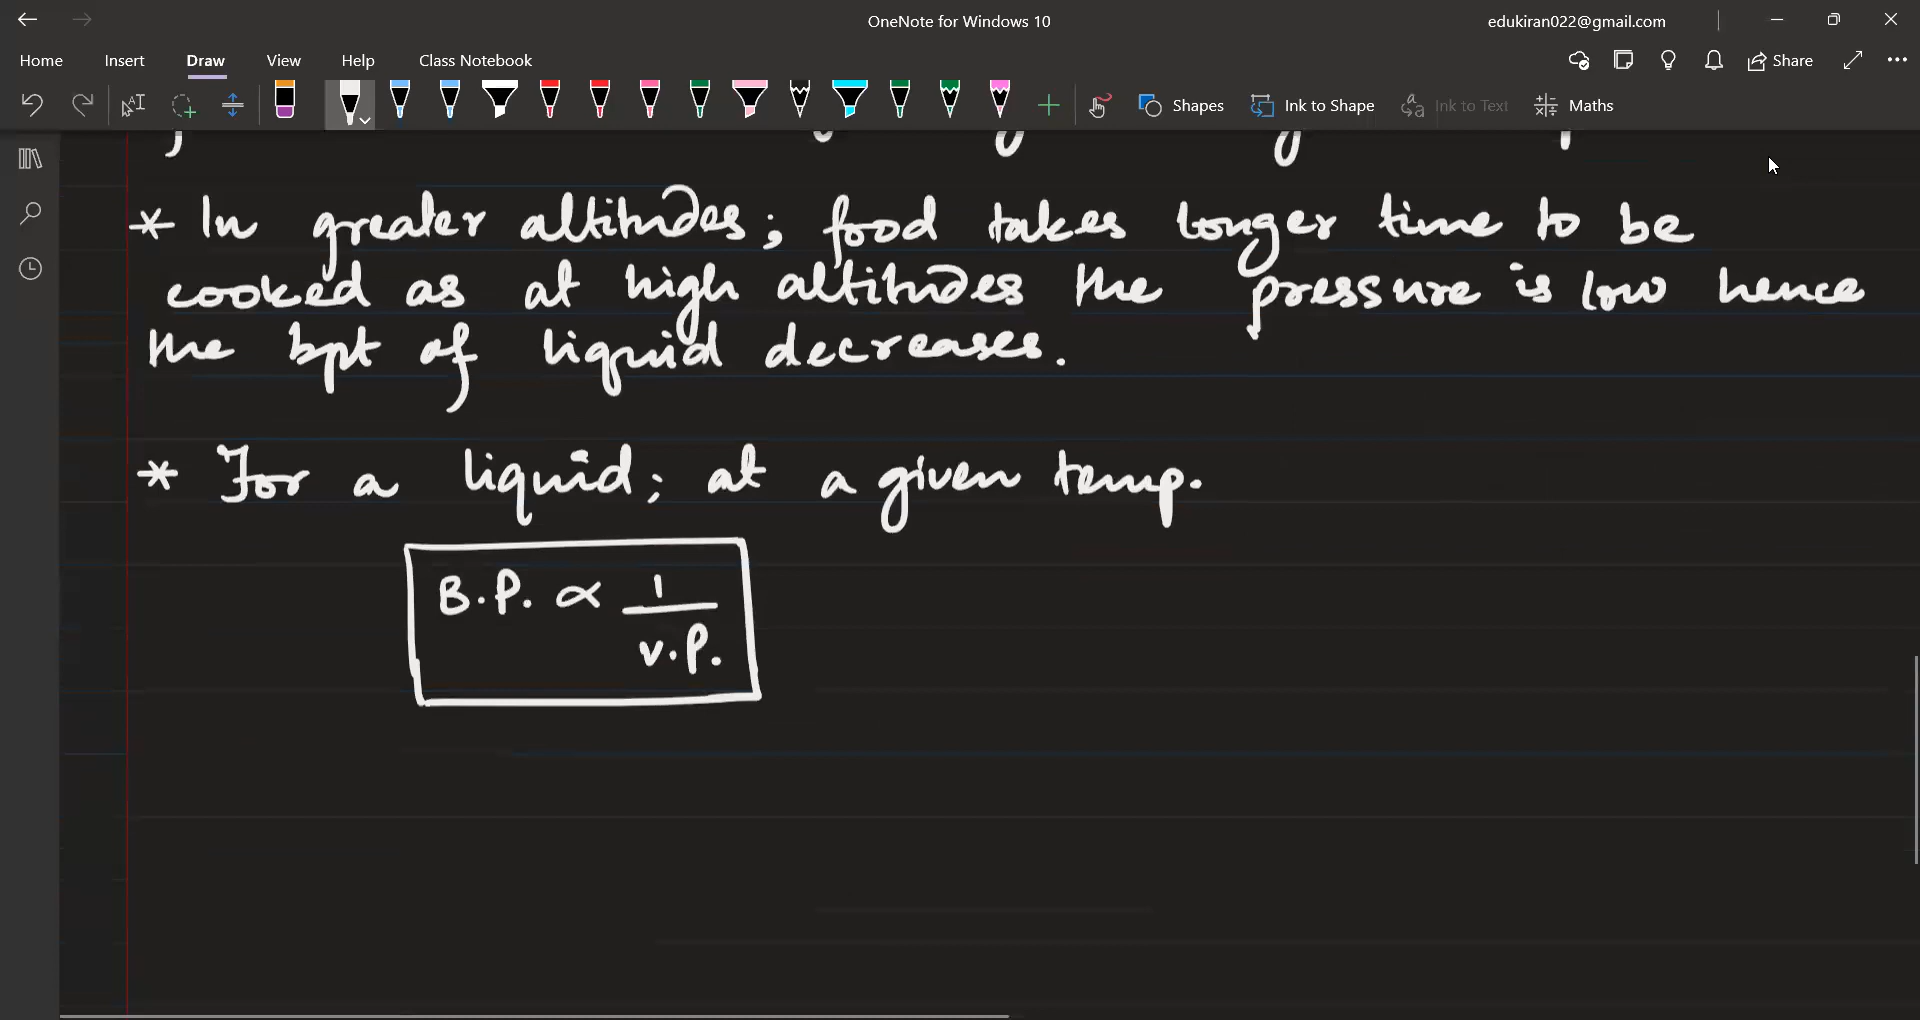 OneNote for Windows 10
edukiran022@gmail.com
Home Insert Draw View Help Class Notebook Share
Shapes Ink to Shape Ink to Text Maths
* In greater altitudes; food takes longer time to be
cooked as at high altitudes the pressure is low hence
the bpt of liquid decreases.
* For a liquid; at a given temp.
B.P. ∝ 1
v.P.